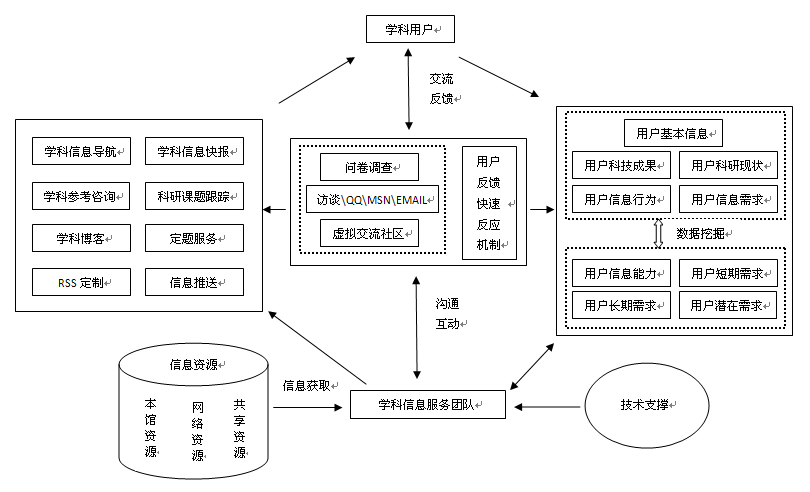 学科用户
交流
反馈
学科信息导航
学科信息快报
学科参考咨询
科研课题跟踪
学科博客
定题服务
RSS 定制
信息推送
问卷调查
访谈\QQ\MSN\EMAIL
虚拟交流社区
用户
反馈
快速
反应
机制
用户基本信息
用户科技成果
用户科研现状
用户信息行为
用户信息需求
数据挖掘
用户信息能力
用户短期需求
用户长期需求
用户潜在需求
沟通
互动
信息资源
本馆资源
网络资源
共享资源
信息获取
学科信息服务团队
技术支撑